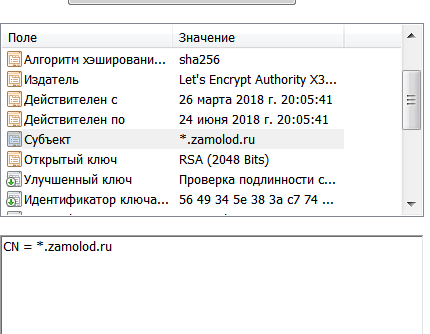 Поле Значение
Алгоритм хэшировани... sha256
Издатель Let's Encrypt Authority X3...
Действителен с 26 марта 2018 г. 20:05:41
Действителен по 24 июня 2018 г. 20:05:41
Субъект *.zamolod.ru
Открытый ключ RSA (2048 Bits)
Улучшенный ключ Проверка подлинности с...
Идентификатор ключа... 56 49 34 5e 38 3a c7 74 ...
CN = *.zamolod.ru